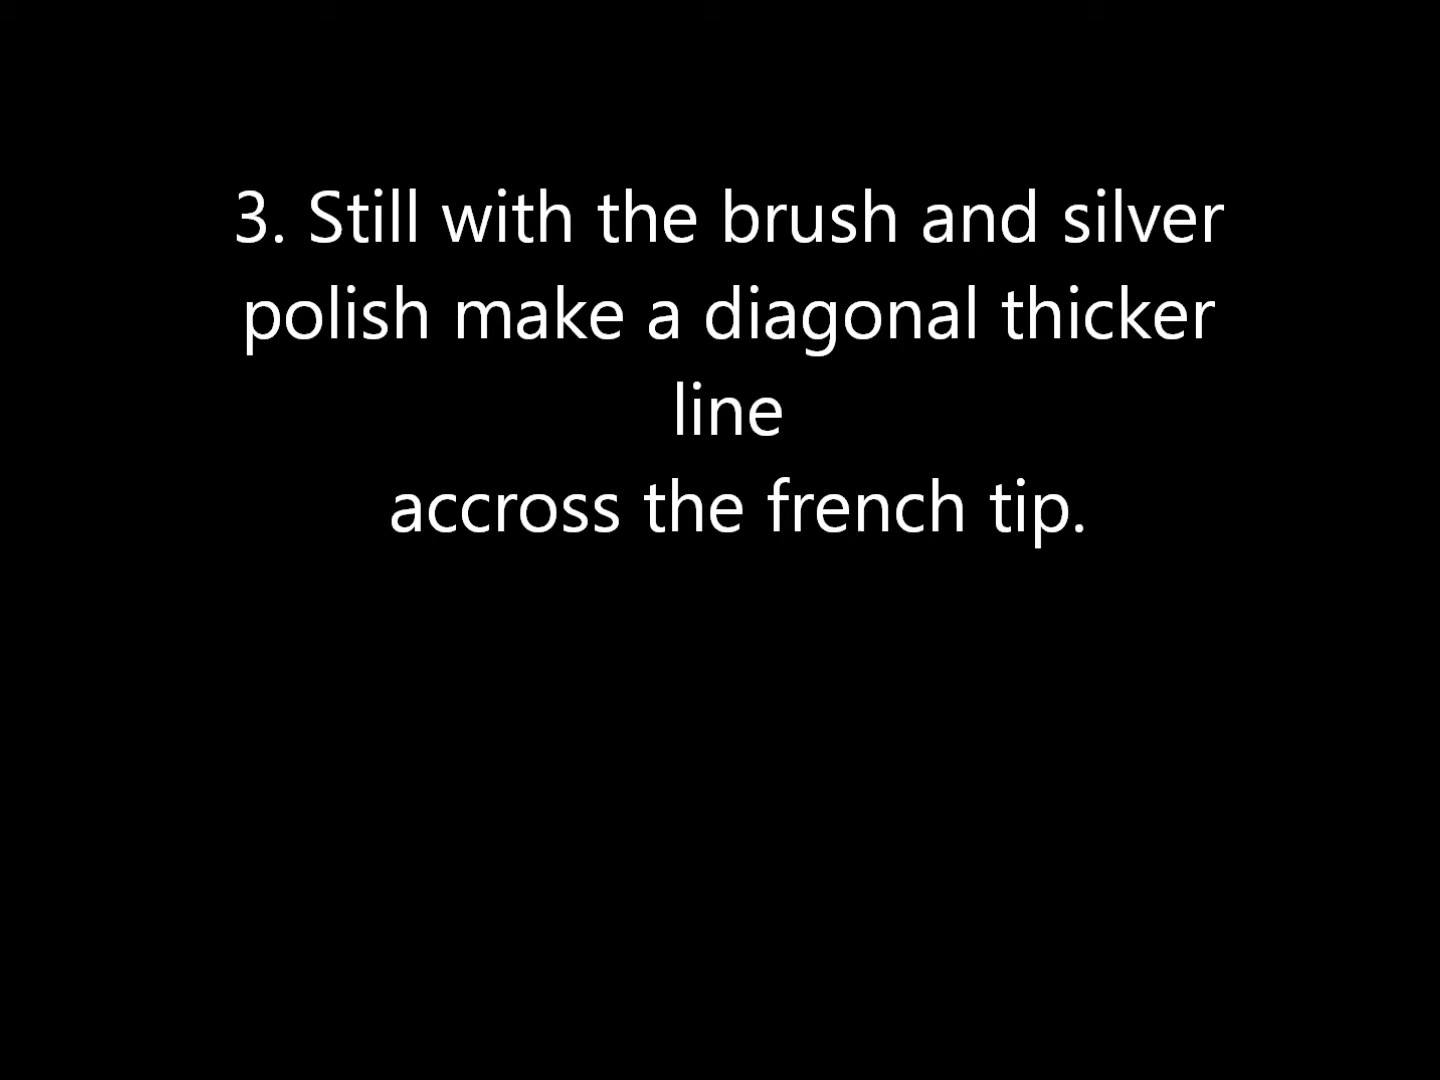 3. Still with the brush and silver
polish make a diagonal thicker
line
accross the french tip.